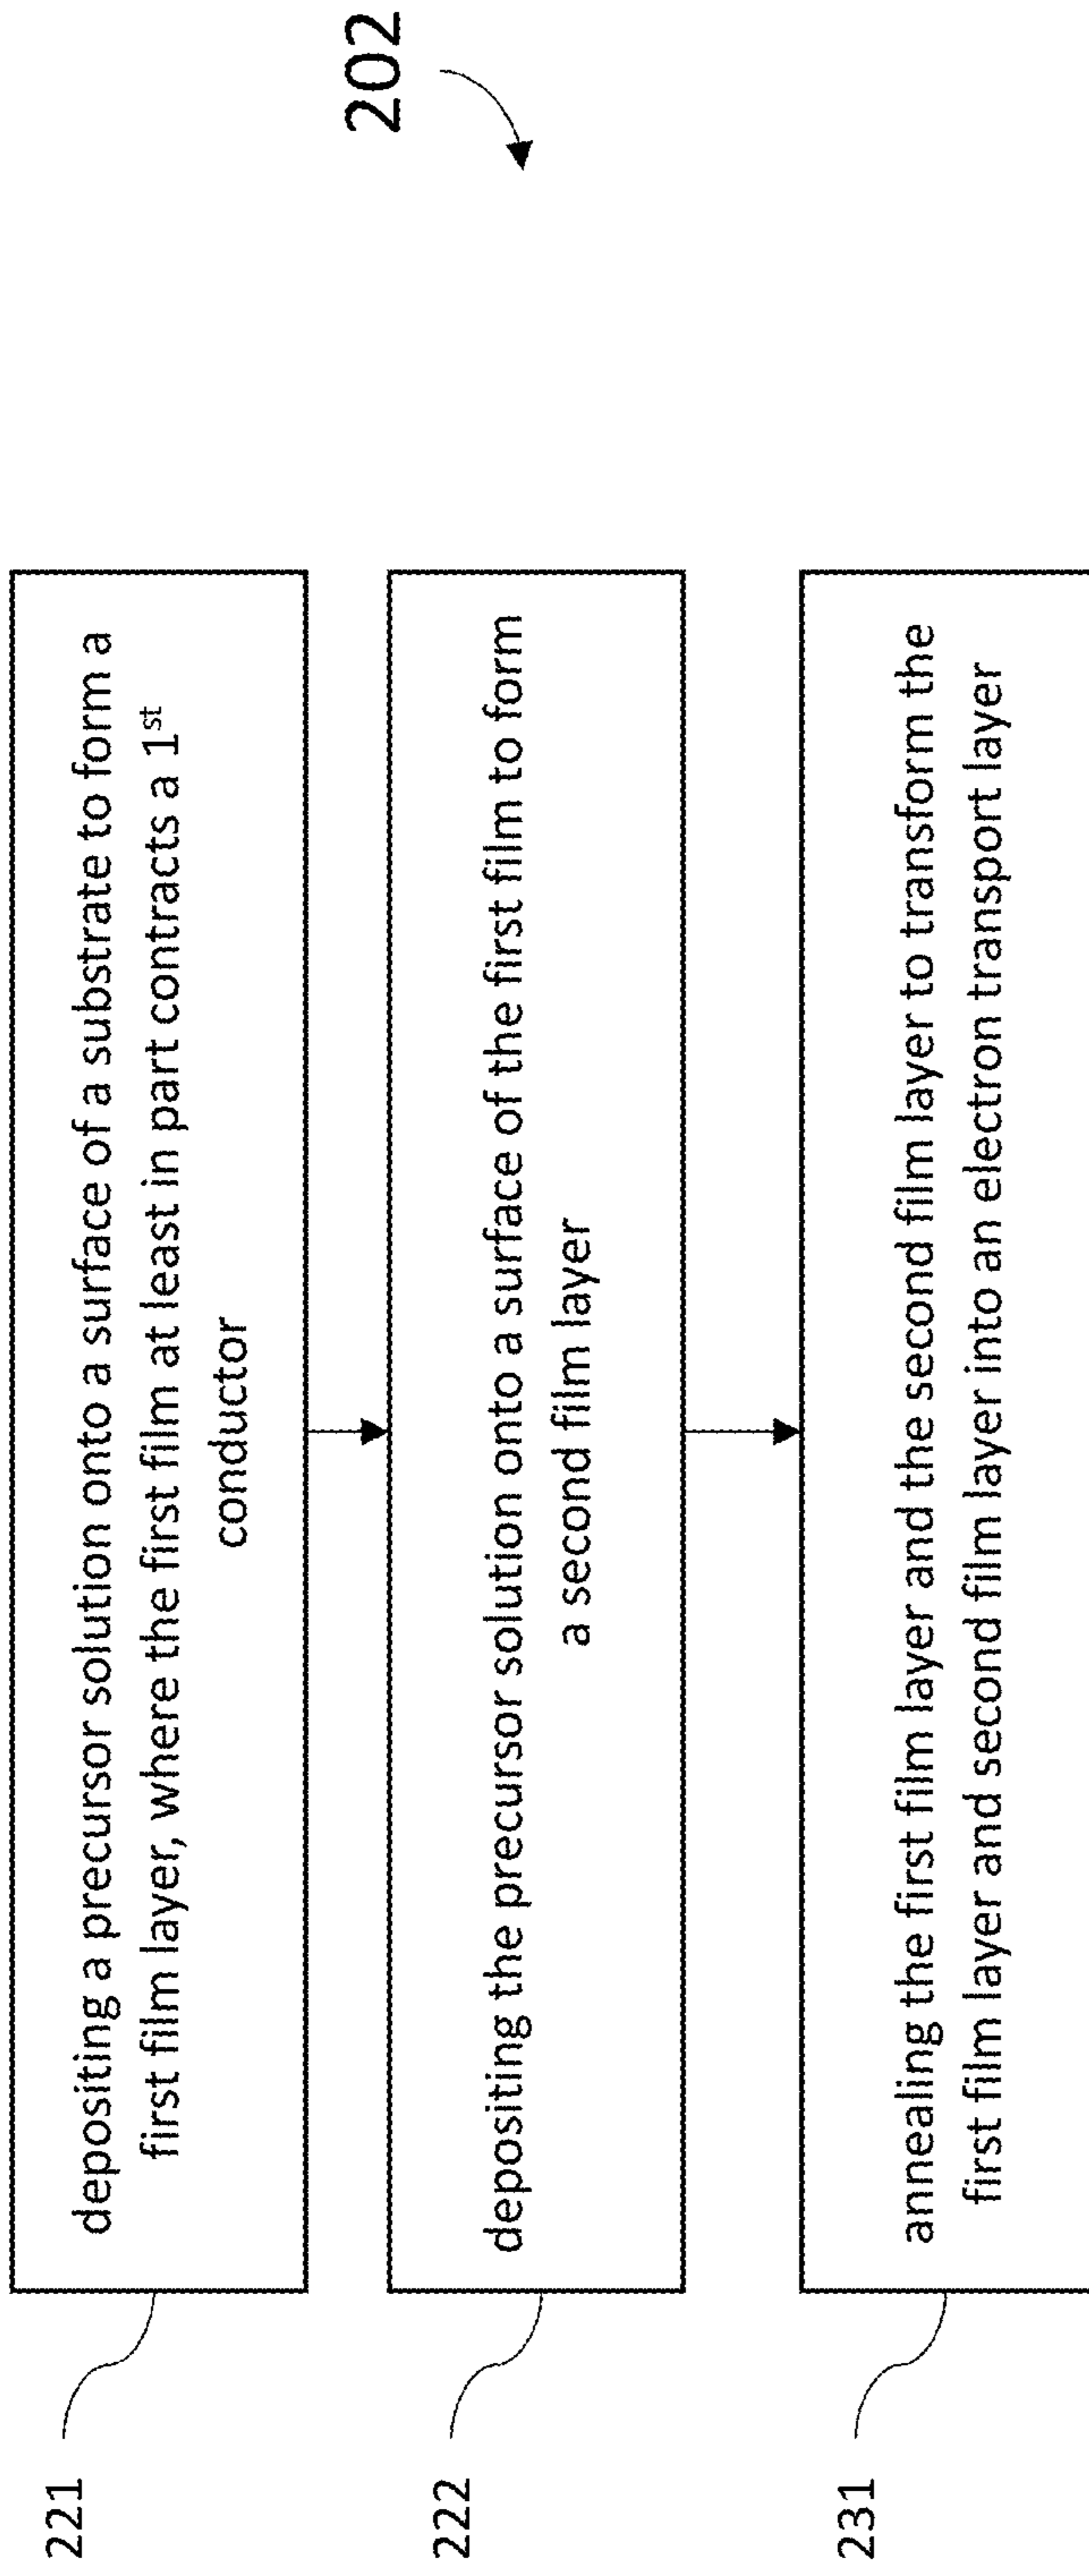 202
221
depositing a precursor solution onto a surface of a substrate to form a
first film layer, where the first film at least in part contracts a 1st
conductor
222
depositing the precursor solution onto a surface of the first film to form
a second film layer
231
annealing the first film layer and the second film layer to transform the
first film layer and second film layer into an electron transport layer